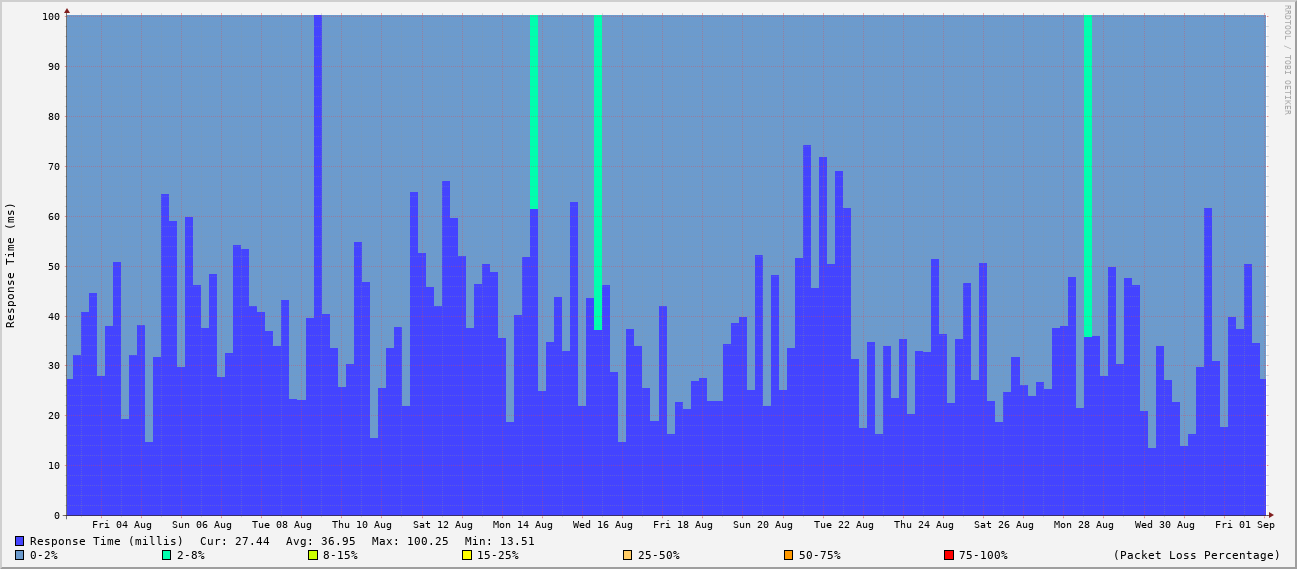 RRDTOOL / TOBI OETIKER
Response Time (ms)
100
90
80
70
60
50
40
30
20
10
0
Fri 04 Aug Sun 06 Aug Tue 08 Aug Thu 10 Aug Sat 12 Aug Mon 14 Aug Wed 16 Aug Fri 18 Aug Sun 20 Aug Tue 22 Aug Thu 24 Aug Sat 26 Aug Mon 28 Aug Wed 30 Aug Fri 01 Sep
Response Time (millis) Cur: 27.44 Avg: 36.95 Max: 100.25 Min: 13.51
0-2% 2-8% 8-15% 15-25% 25-50% 50-75% 75-100% (Packet Loss Percentage)